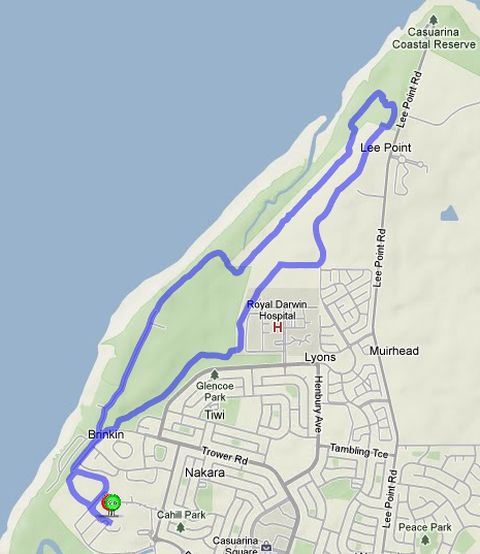 Casuarina
Coastal Reserve
Lee Point Rd
Lee Point
Lee Point Rd
Royal Darwin
Hospital
H
Lyons
Muirhead
Glencoe
Park
Tiwi
Henbury Ave
Brinkin
Trower Rd
Tambling Tce
Nakara
Lee Point Rd
Cahill Park
Peace Park
Casuarina
Square